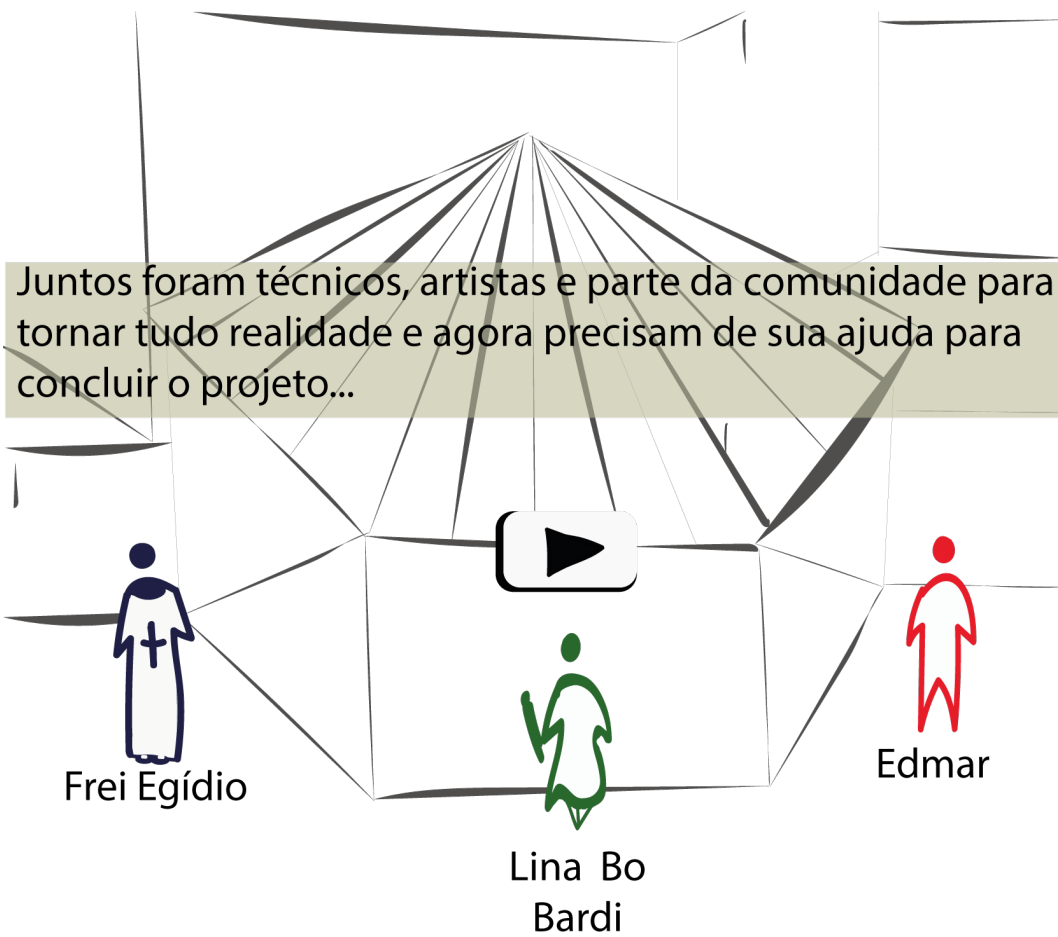 Juntos foram técnicos, artistas e parte da comunidade para
tornar tudo realidade e agora precisam de sua ajuda para
concluir o projeto...
Frei Egídio
Edmar
Lina Bo
Bardi